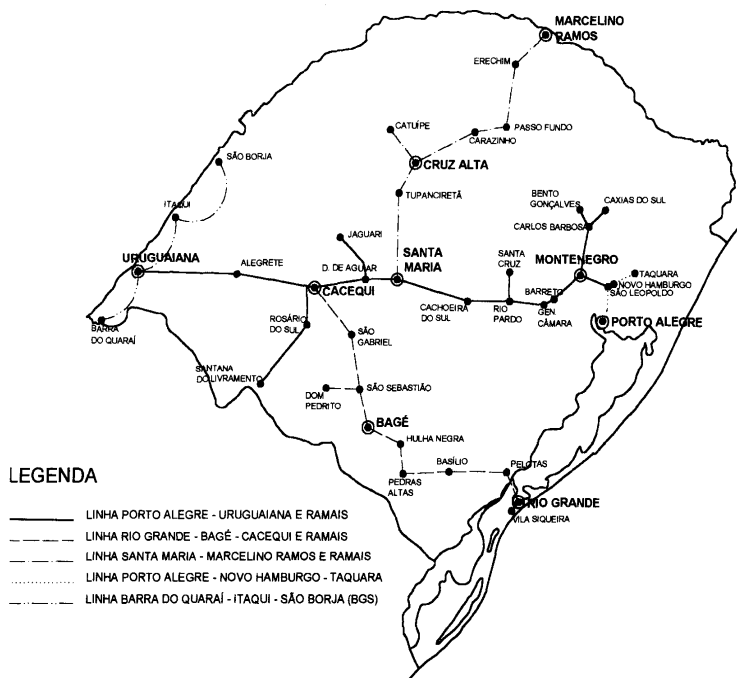 MARCELINO
RAMOS
ERECHIM
CATUÍPE
CARAZINHO
PASSO FUNDO
SÃO BORJA
CRUZ ALTA
TUPANCIRETÃ
ITAQUI
BENTO
GONÇALVES
CAXIAS DO SUL
CARLOS BARBOSA
JAGUARI
URUGUAIANA
ALEGRETE
D. DE AGUIAR
SANTA
MARIA
SANTA
CRUZ
MONTENEGRO
TAQUARA
NOVO HAMBURGO
SÃO LEOPOLDO
CACEQUI
BARRETO
CACHOEIRA
DO SUL
RIO
PARDO
GEN.
CÂMARA
PORTO ALEGRE
BARRA
DO QUARAÍ
ROSÁRIO
DO SUL
SÃO
GABRIEL
SANTANA
DO LIVRAMENTO
SÃO SEBASTIÃO
DOM
PEDRITO
BAGÉ
HULHA NEGRA
BASÍLIO
PELOTAS
PEDRAS
ALTAS
RIO GRANDE
VILA SIQUEIRA
LEGENDA
LINHA PORTO ALEGRE - URUGUAIANA E RAMAIS
LINHA RIO GRANDE - BAGÉ - CACEQUI E RAMAIS
LINHA SANTA MARIA - MARCELINO RAMOS E RAMAIS
LINHA PORTO ALEGRE - NOVO HAMBURGO - TAQUARA
LINHA BARRA DO QUARAÍ - ITAQUI - SÃO BORJA (BGS)